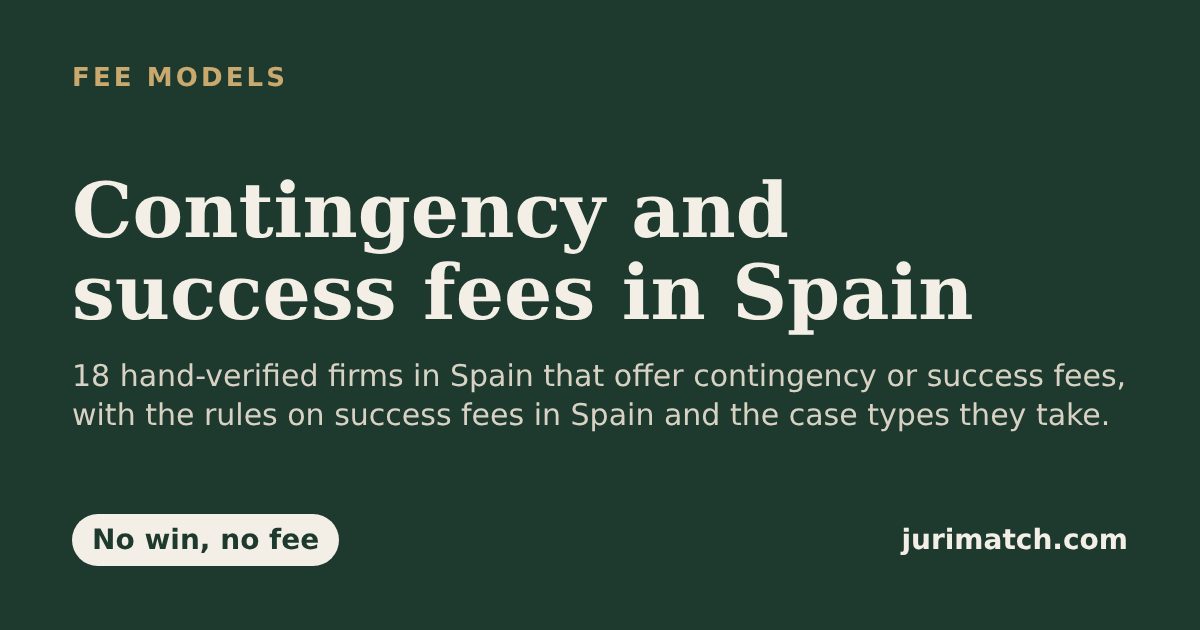 FEE MODELS
Contingency and
success fees in Spain
18 hand-verified firms in Spain that offer contingency or success fees,
with the rules on success fees in Spain and the case types they take.
No win, no fee
jurimatch.com